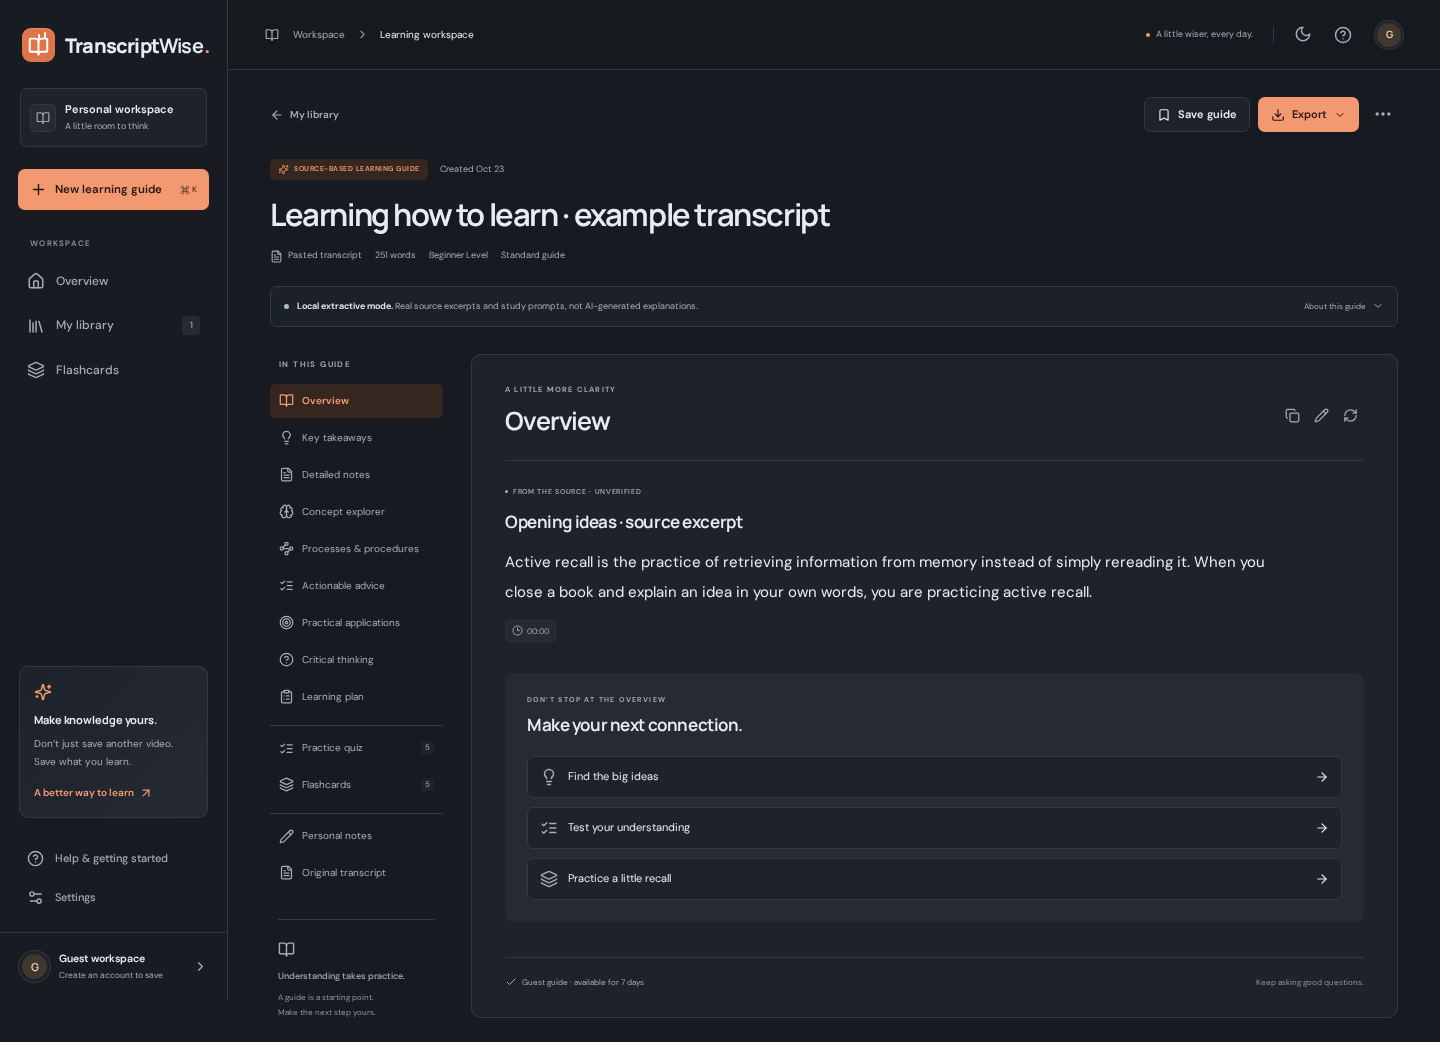 TranscriptWise.
Personal workspace
A little room to think
New learning guide ⌘ K
WORKSPACE
Overview
My library 1
Flashcards
Make knowledge yours.
Don't just save another video.
Save what you learn.
A better way to learn
Help & getting started
Settings
G
Guest workspace
Create an account to save
Workspace
Learning workspace
A little wiser, every day.
G
My library
Save guide
Export
SOURCE-BASED LEARNING GUIDE
Created Oct 23
Learning how to learn · example transcript
Pasted transcript 251 words Beginner Level Standard guide
Local extractive mode. Real source excerpts and study prompts, not AI-generated explanations.
About this guide
IN THIS GUIDE
Overview
Key takeaways
Detailed notes
Concept explorer
Processes & procedures
Actionable advice
Practical applications
Critical thinking
Learning plan
Practice quiz 5
Flashcards 5
Personal notes
Original transcript
Understanding takes practice.
A guide is a starting point.
Make the next step yours.
A LITTLE MORE CLARITY
Overview
FROM THE SOURCE · UNVERIFIED
Opening ideas · source excerpt
Active recall is the practice of retrieving information from memory instead of simply rereading it. When you
close a book and explain an idea in your own words, you are practicing active recall.
00:00
DON'T STOP AT THE OVERVIEW
Make your next connection.
Find the big ideas
Test your understanding
Practice a little recall
Guest guide · available for 7 days
Keep asking good questions.